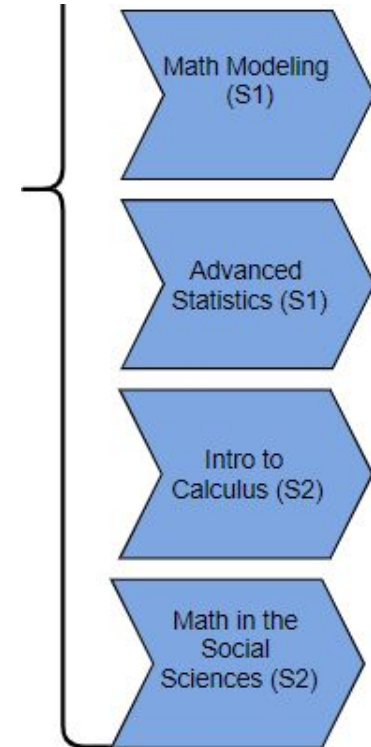 Math Modeling
(S1)
Advanced
Statistics (S1)
Intro to
Calculus (S2)
Math in the
Social
Sciences (S2)